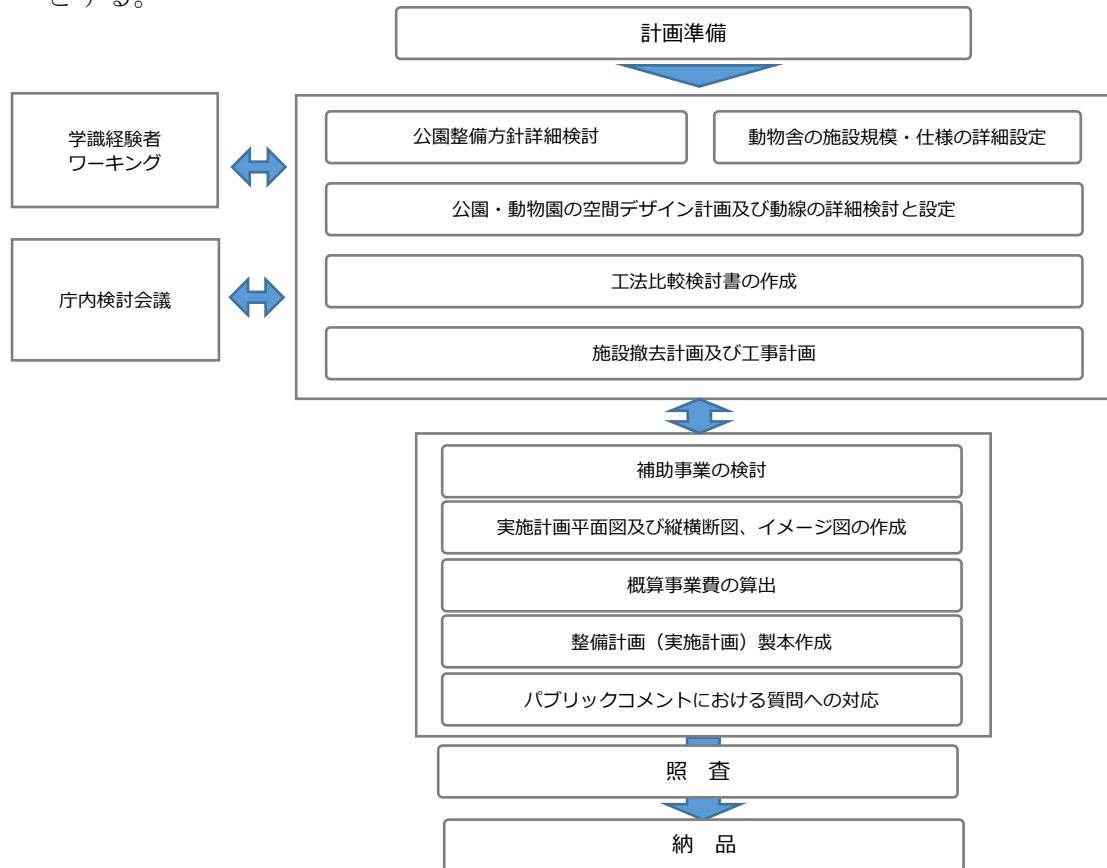 とする。
計画準備
学識経験者
ワーキング
公園整備方針詳細検討
動物舎の施設規模・仕様の詳細設定
公園・動物園の空間デザイン計画及び動線の詳細検討と設定
庁内検討会議
工法比較検討書の作成
施設撤去計画及び工事計画
補助事業の検討
実施計画平面図及び縦横断図、イメージ図の作成
概算事業費の算出
整備計画（実施計画）製本作成
パブリックコメントにおける質問への対応
照　査
納　品